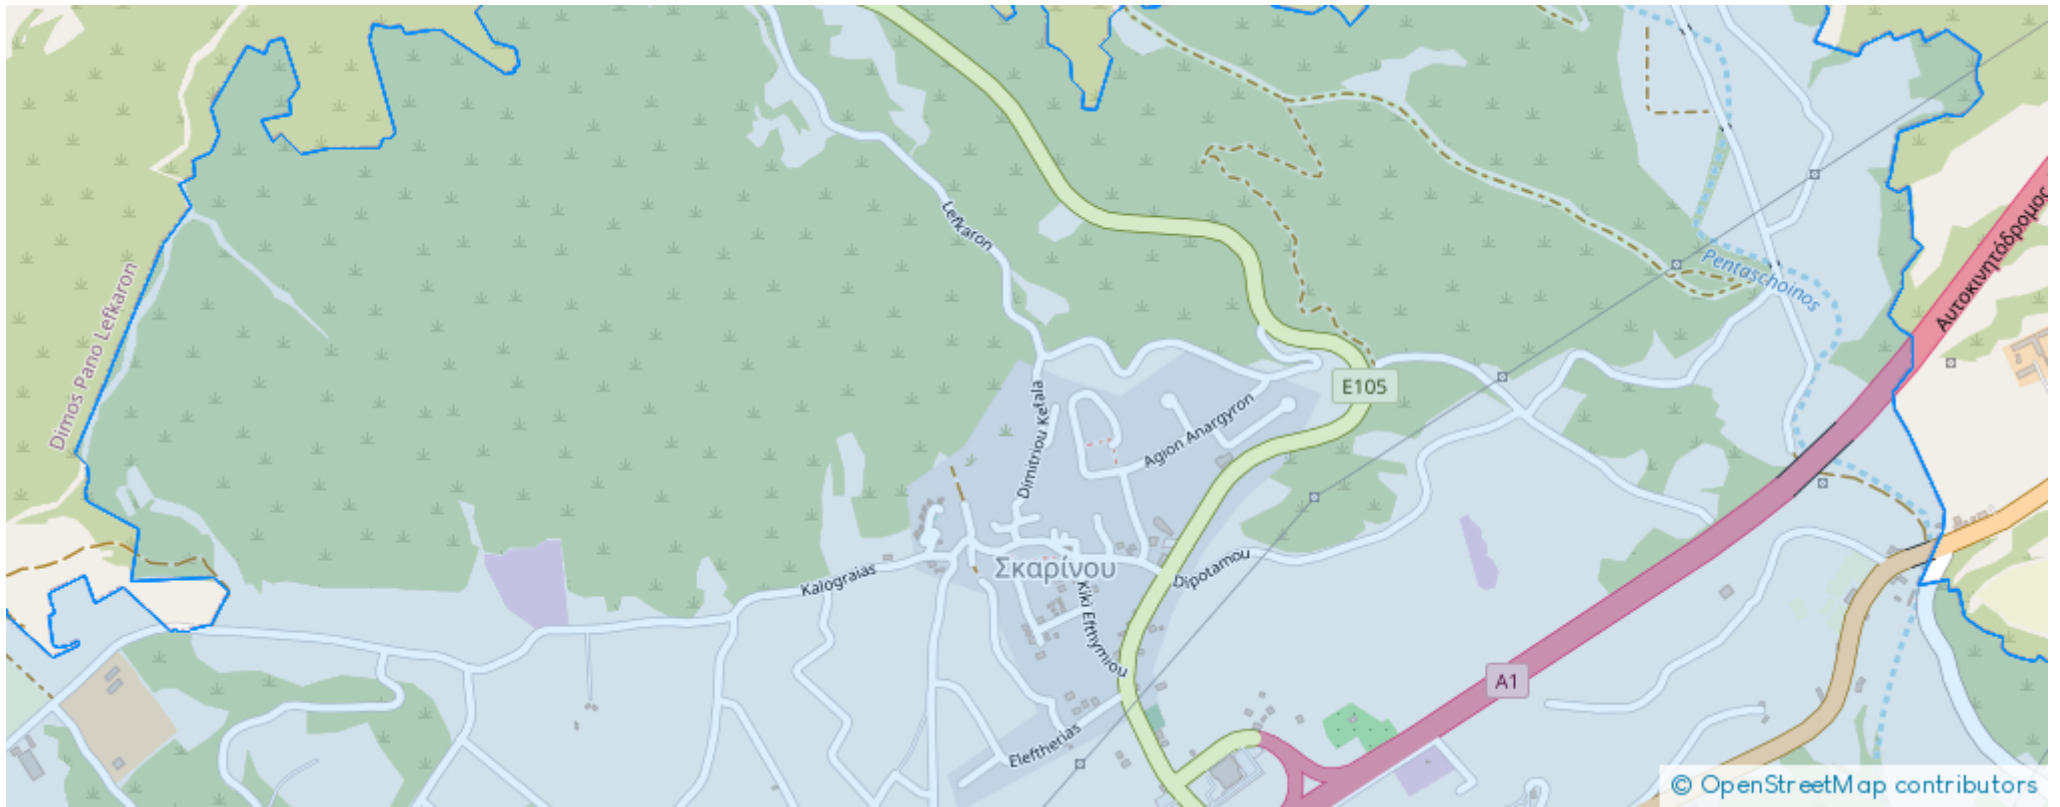 Lefkaron
Dimos Pano Lefkaron
Pentaschoinos
Αυτοκινητόδρομος
E105
Dimitriou Kefala
Agion Anargyron
Σκαρίνου
Kalograias
Dipotamou
Kiki Efthymiou
A1
Eleftherias
© OpenStreetMap contributors